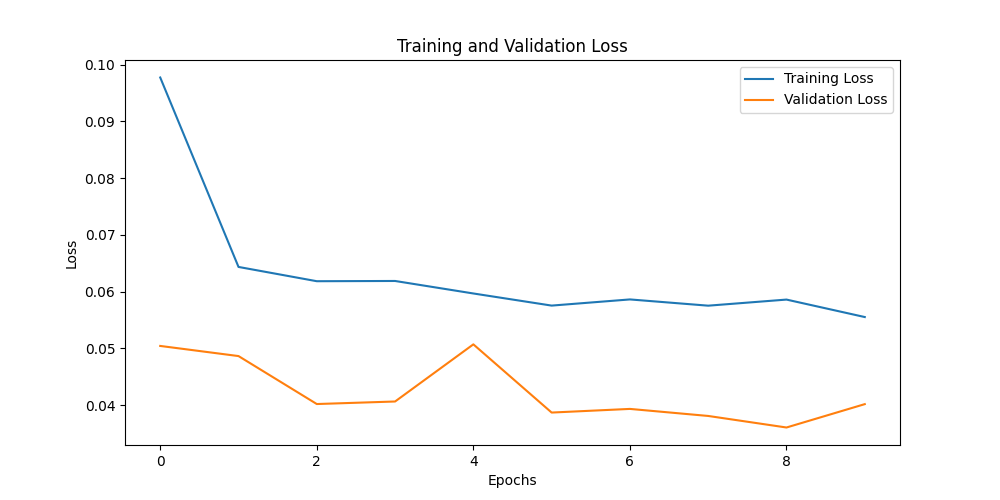 Training and Validation Loss
Training Loss
Validation Loss
0.10
0.09
0.08
0.07
0.06
0.05
0.04
Loss
0 2 4 6 8
Epochs